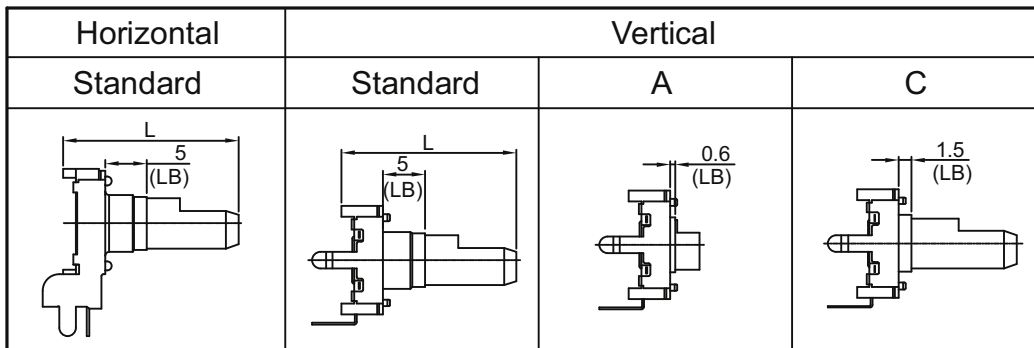 Horizontal Vertical
Standard Standard A C
L
5
(LB)
L
5
(LB)
0.6
(LB)
1.5
(LB)